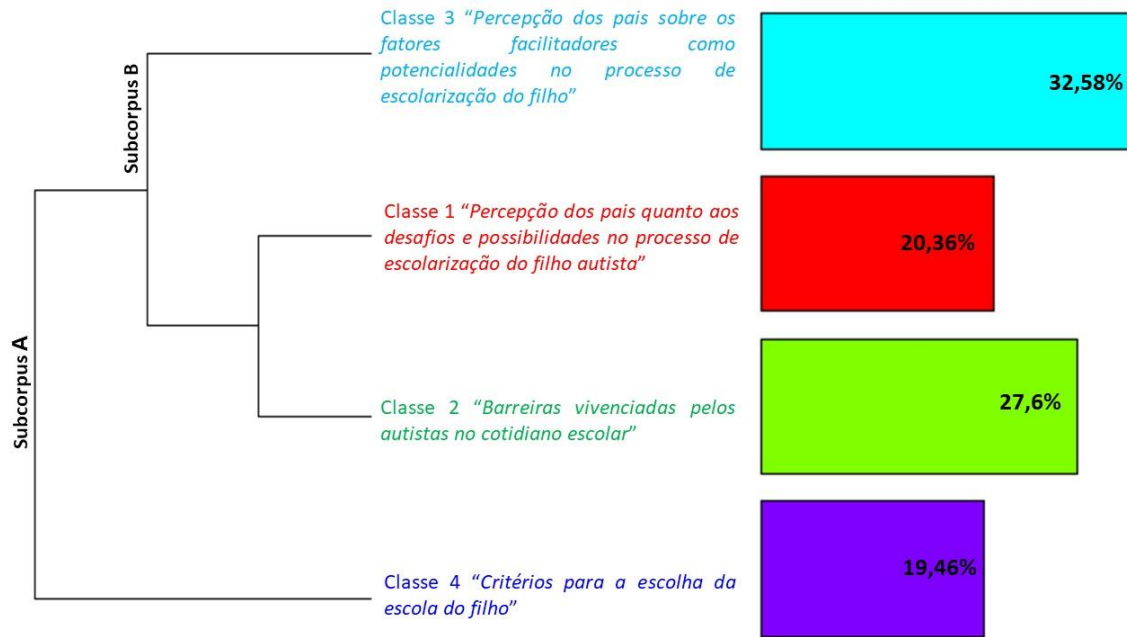 Subcorpus B
Subcorpus A
Classe 3 “Percepção dos pais sobre os
fatores facilitadores como
potencialidades no processo de
escolarização do filho”
32,58%
Classe 1 “Percepção dos pais quanto aos
desafios e possibilidades no processo de
escolarização do filho autista”
20,36%
Classe 2 “Barreiras vivenciadas pelos
autistas no cotidiano escolar”
27,6%
Classe 4 “Critérios para a escolha da
escola do filho”
19,46%